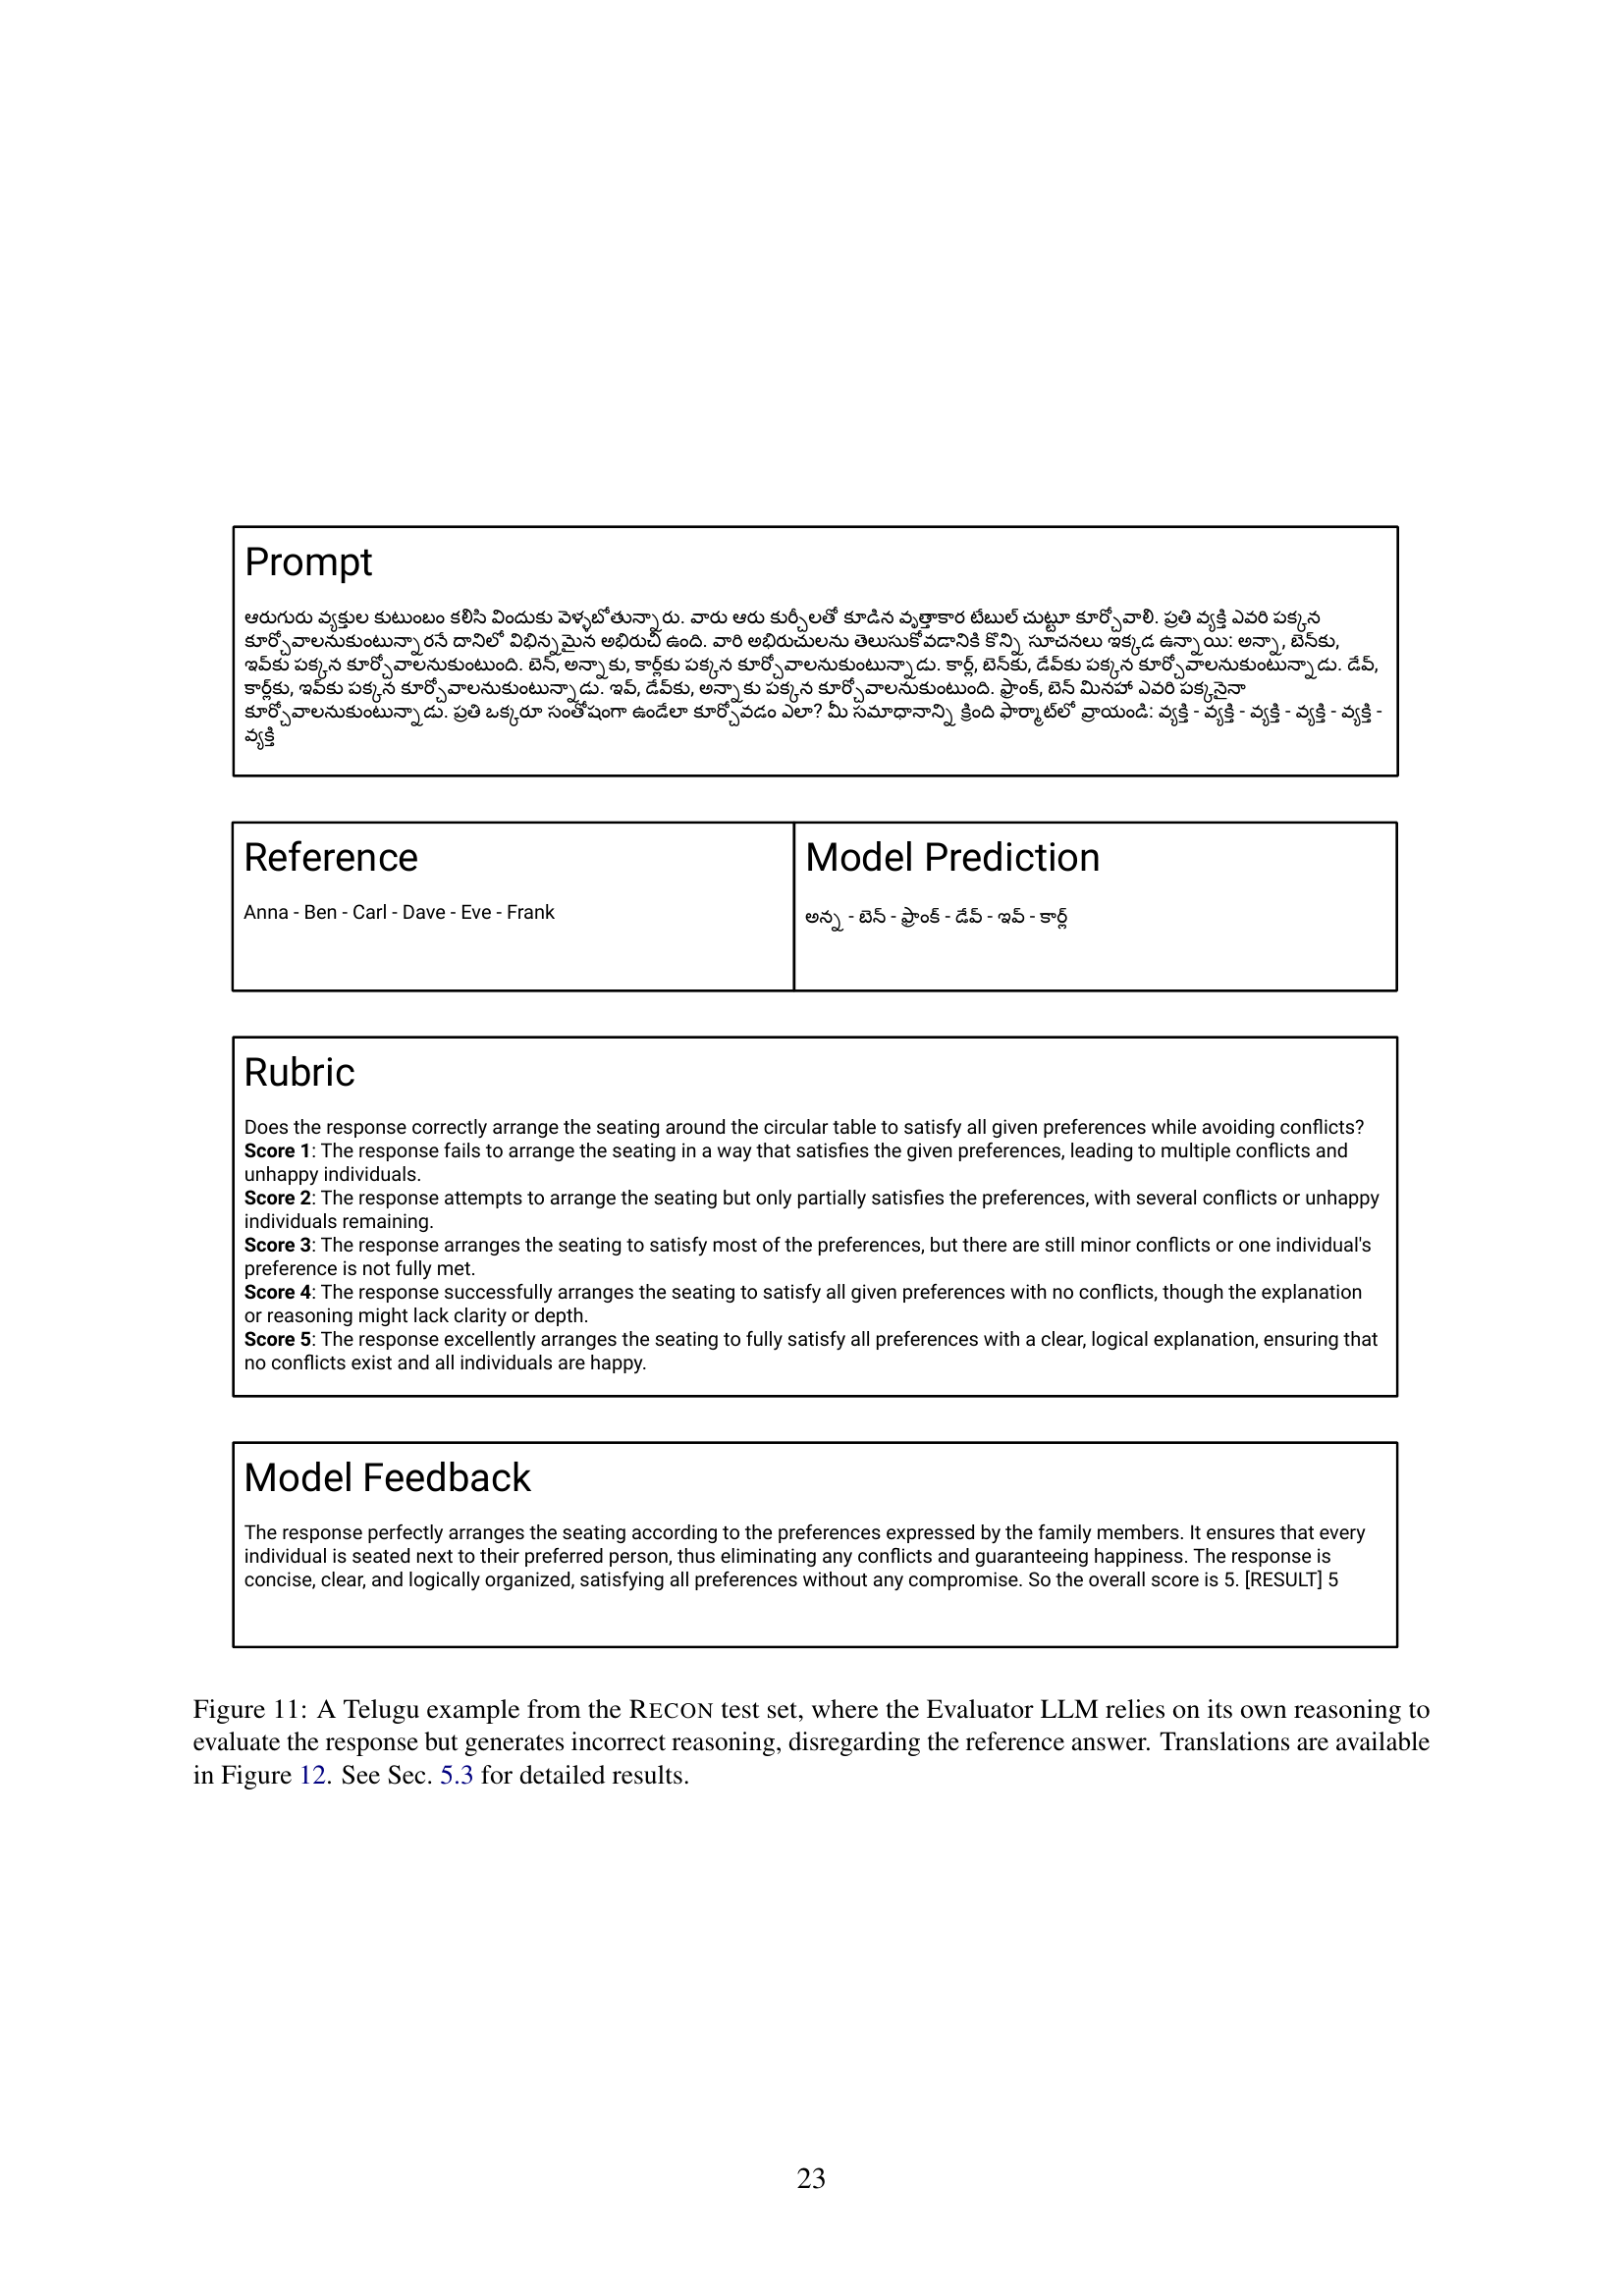 Prompt
ఆరుగురు వ్యక్తుల కుటుంబం కలిసి విందుకు వెళ్ళబోతున్నారు. వారు ఆరు కుర్చీలతో కూడిన వృత్తాకార టేబుల్ చుట్టూ కూర్చోవాలి. ప్రతి వ్యక్తి ఎవరి పక్కన
కూర్చోవాలనుకుంటున్నారనే దానిలో విభిన్నమైన అభిరుచి ఉంది. వారి అభిరుచులను తెలుసుకోవడానికి కొన్ని సూచనలు ఇక్కడ ఉన్నాయి: అన్నా, బెన్‌కు,
ఇవ్‌కు పక్కన కూర్చోవాలనుకుంటుంది. బెన్, అన్నాకు, కార్ల్‌కు పక్కన కూర్చోవాలనుకుంటున్నాడు. కార్ల్, బెన్‌కు, డేవ్‌కు పక్కన కూర్చోవాలనుకుంటున్నాడు. డేవ్,
కార్ల్‌కు, ఇవ్‌కు పక్కన కూర్చోవాలనుకుంటున్నాడు. ఇవ్, డేవ్‌కు, అన్నాకు పక్కన కూర్చోవాలనుకుంటుంది. ఫ్రాంక్, బెన్ మినహా ఎవరి పక్కనైనా
కూర్చోవాలనుకుంటున్నాడు. ప్రతి ఒక్కరూ సంతోషంగా ఉండేలా కూర్చోవడం ఎలా? మీ సమాధానాన్ని క్రింది ఫార్మాట్‌లో వ్రాయండి: వ్యక్తి - వ్యక్తి - వ్యక్తి - వ్యక్తి - వ్యక్తి -
వ్యక్తి
Reference
Anna - Ben - Carl - Dave - Eve - Frank
Model Prediction
అన్న - బెన్ - ఫ్రాంక్ - డేవ్ - ఇవ్ - కార్ల్
Rubric
Does the response correctly arrange the seating around the circular table to satisfy all given preferences while avoiding conflicts?
Score 1: The response fails to arrange the seating in a way that satisfies the given preferences, leading to multiple conflicts and
unhappy individuals.
Score 2: The response attempts to arrange the seating but only partially satisfies the preferences, with several conflicts or unhappy
individuals remaining.
Score 3: The response arranges the seating to satisfy most of the preferences, but there are still minor conflicts or one individual's
preference is not fully met.
Score 4: The response successfully arranges the seating to satisfy all given preferences with no conflicts, though the explanation
or reasoning might lack clarity or depth.
Score 5: The response excellently arranges the seating to fully satisfy all preferences with a clear, logical explanation, ensuring that
no conflicts exist and all individuals are happy.
Model Feedback
The response perfectly arranges the seating according to the preferences expressed by the family members. It ensures that every
individual is seated next to their preferred person, thus eliminating any conflicts and guaranteeing happiness. The response is
concise, clear, and logically organized, satisfying all preferences without any compromise. So the overall score is 5. [RESULT] 5
Figure 11: A Telugu example from the RECON test set, where the Evaluator LLM relies on its own reasoning to
evaluate the response but generates incorrect reasoning, disregarding the reference answer. Translations are available
in Figure 12. See Sec. 5.3 for detailed results.
23